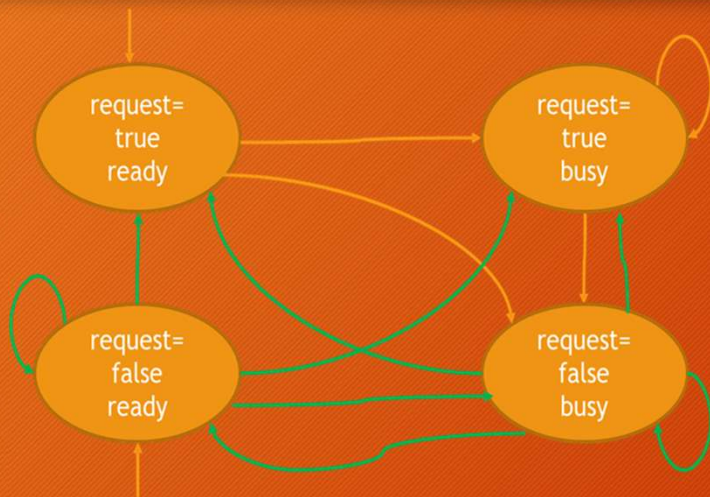 request=
true
ready
request=
true
busy
request=
false
ready
request=
false
busy